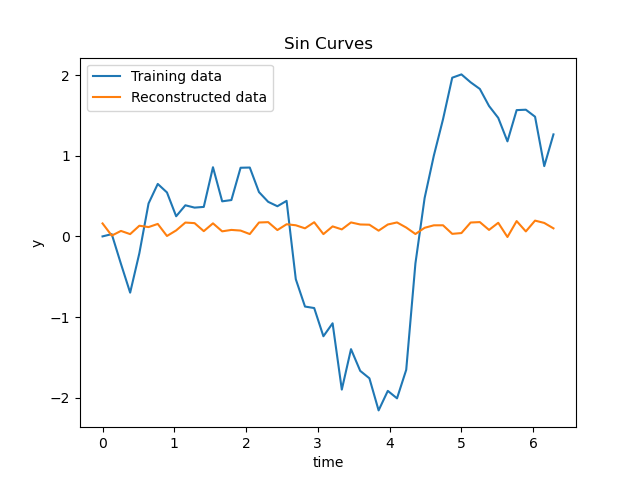 Sin Curves
Training data
Reconstructed data
2
1
0
−1
−2
y
0 1 2 3 4 5 6
time